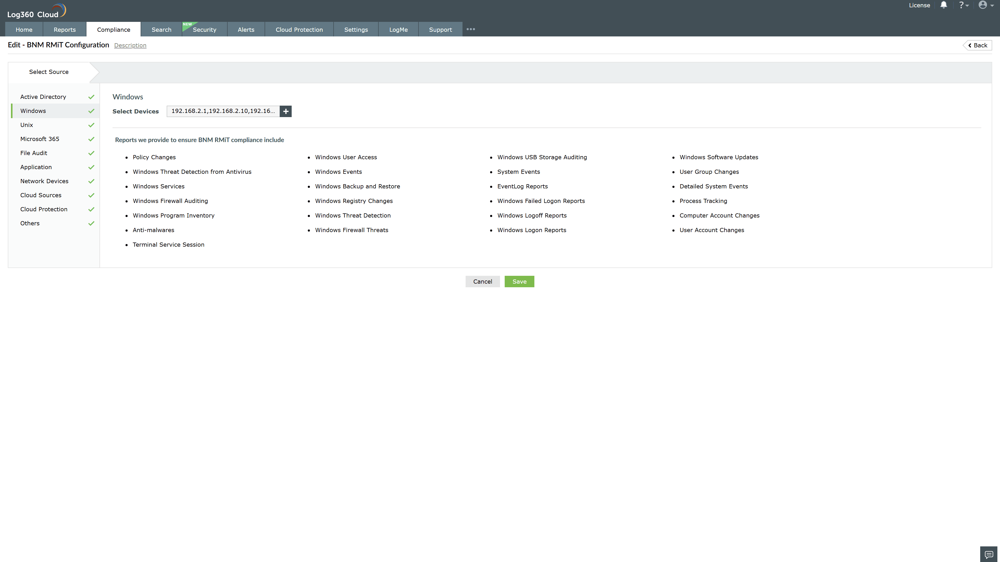 License
?
Log360 Cloud
Home
Reports
Compliance
Search
NEW
Security
Alerts
Cloud Protection
Settings
LogMe
Support
Edit - BNM RMiT Configuration
Description
Back
Select Source
Active Directory
Windows
Unix
Microsoft 365
File Audit
Application
Network Devices
Cloud Sources
Cloud Protection
Others
Windows
Select Devices
192.168.2.1,192.168.2.10,192.16...
Reports we provide to ensure BNM RMiT compliance include
Policy Changes
Windows User Access
Windows USB Storage Auditing
Windows Software Updates
Windows Threat Detection from Antivirus
Windows Events
System Events
User Group Changes
Windows Services
Windows Backup and Restore
EventLog Reports
Detailed System Events
Windows Firewall Auditing
Windows Registry Changes
Windows Failed Logon Reports
Process Tracking
Windows Program Inventory
Windows Threat Detection
Windows Logoff Reports
Computer Account Changes
Anti-malwares
Windows Firewall Threats
Windows Logon Reports
User Account Changes
Terminal Service Session
Cancel
Save